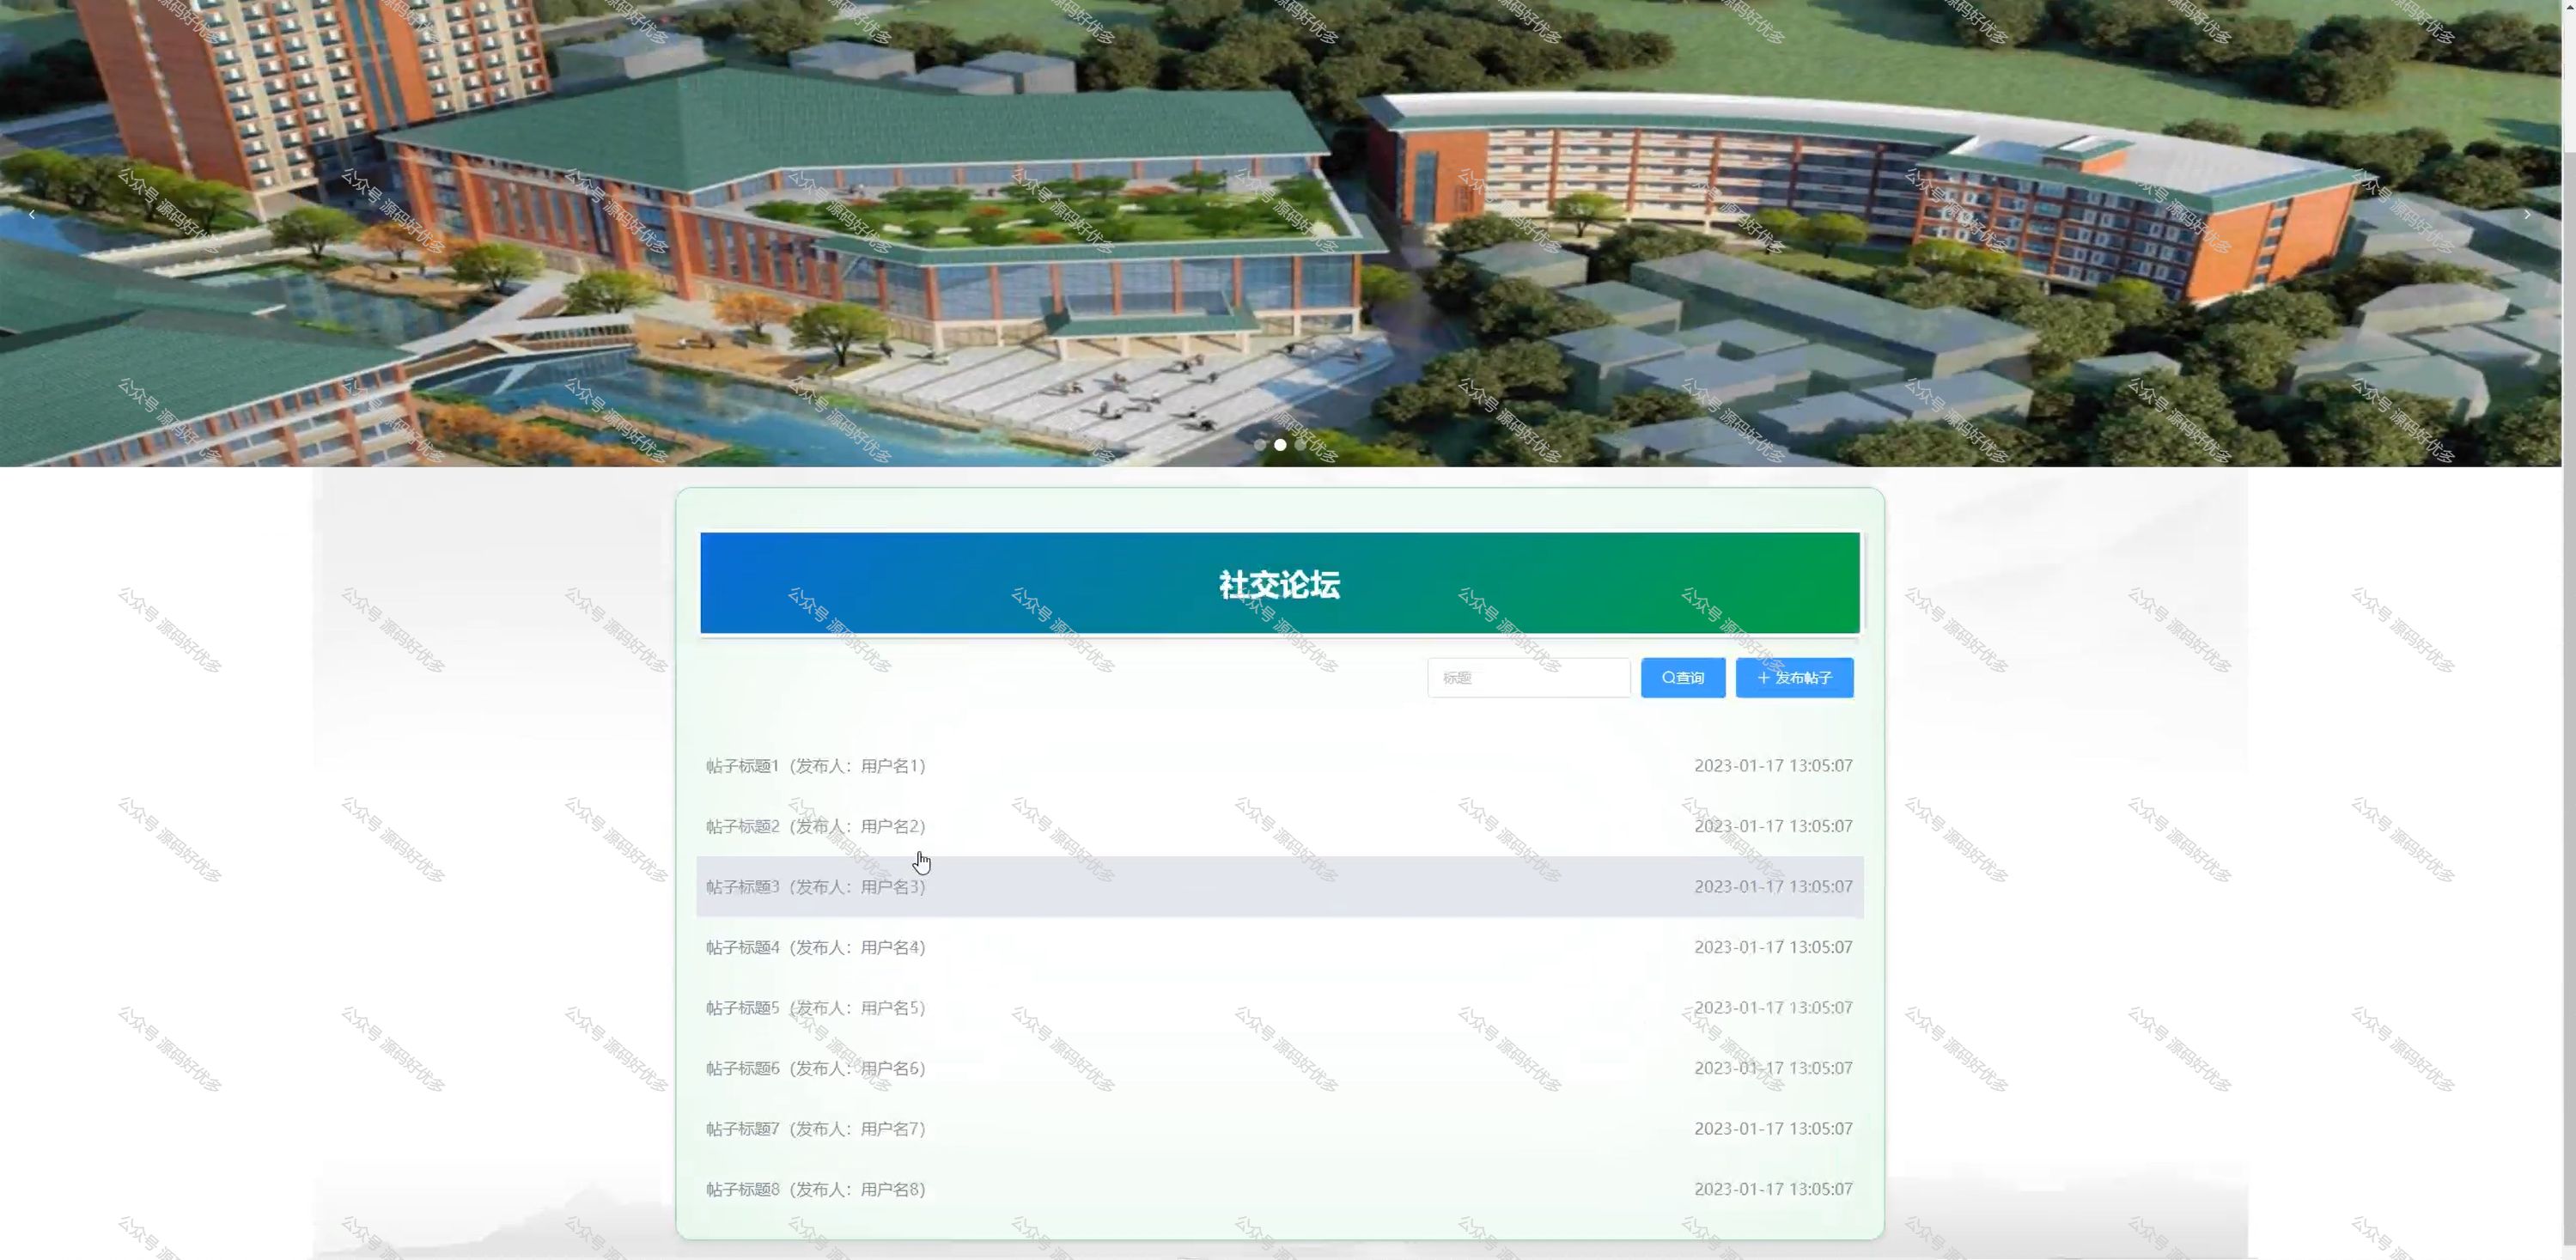 社交论坛
标题
查询
+ 发布帖子
帖子标题1（发布人：用户名1） 2023-01-17 13:05:07
帖子标题2（发布人：用户名2） 2023-01-17 13:05:07
帖子标题3（发布人：用户名3） 2023-01-17 13:05:07
帖子标题4（发布人：用户名4） 2023-01-17 13:05:07
帖子标题5（发布人：用户名5） 2023-01-17 13:05:07
帖子标题6（发布人：用户名6） 2023-01-17 13:05:07
帖子标题7（发布人：用户名7） 2023-01-17 13:05:07
帖子标题8（发布人：用户名8） 2023-01-17 13:05:07
公众号 源码好优多